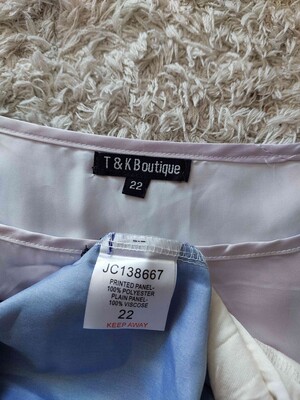 T & K Boutique
22
JC138667
PRINTED PANEL-
100% POLYESTER
PLAIN PANEL-
100% VISCOSE
22
KEEP AWAY